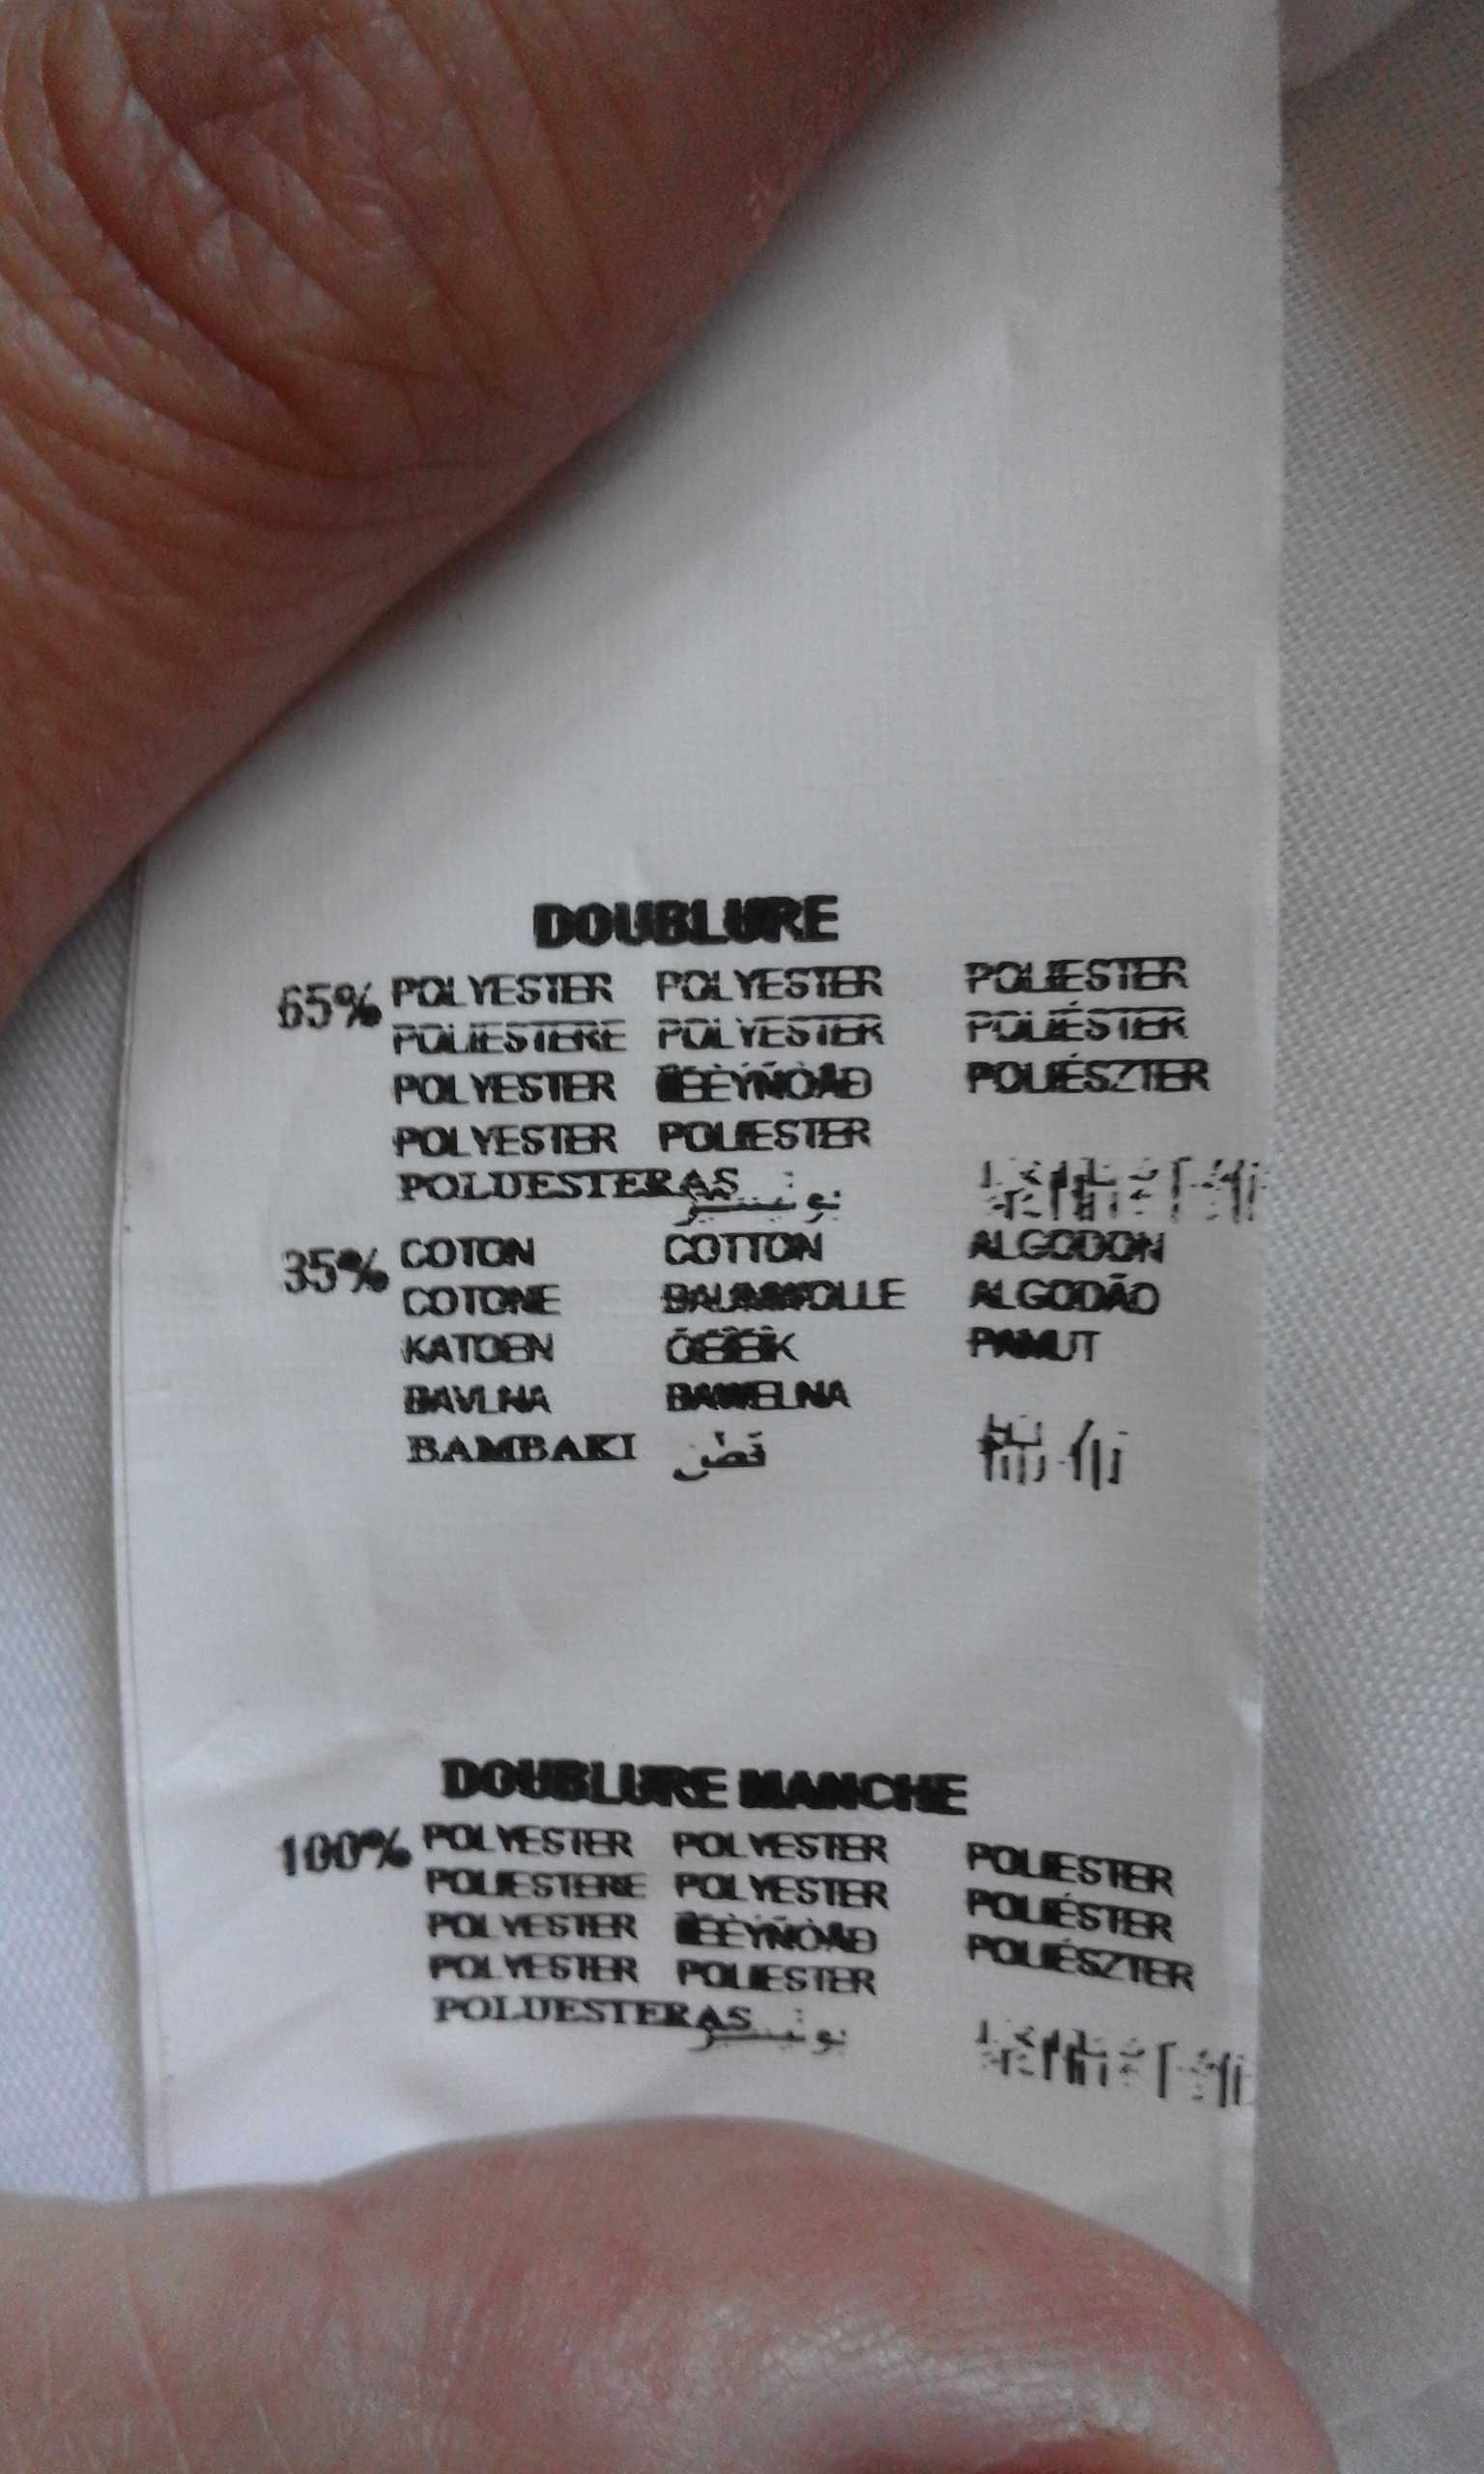 DOUBLURE
65% POLYESTER POLYESTER POLIESTER
POLIESTERE POLYESTER POLIÉSTER
POLYESTER POLIÉSZTER
POLYESTER POLIESTER
POLUESTERAS
35% COTON COTTON ALGODON
COTONE BAUMWOLLE ALGODÃO
KATOEN PAMUT
BAVLNA BAWELNA
BAMBAKI قطن
DOUBLURE MANCHE
100% POLYESTER POLYESTER POLIESTER
POLIESTERE POLYESTER POLIÉSTER
POLYESTER POLIÉSZTER
POLYESTER POLIESTER
POLUESTERAS